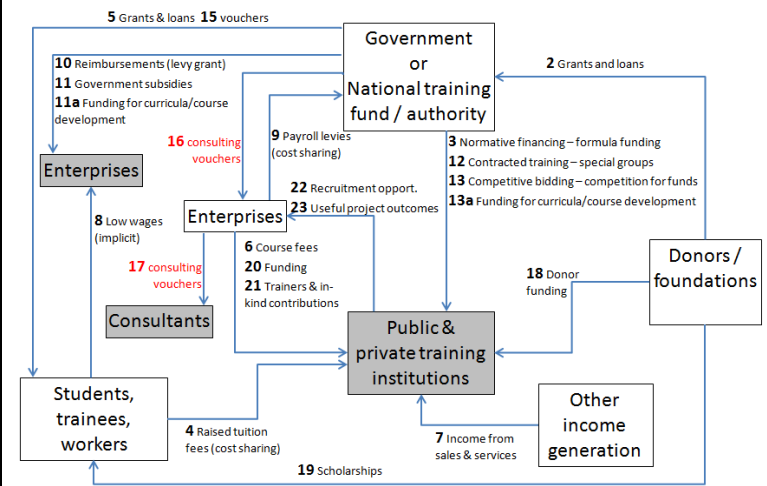 5 Grants & loans 15 vouchers
Government
or
National training
fund / authority
10 Reimbursements (levy grant)
11 Government subsidies
11a Funding for curricula/course
development
2 Grants and loans
16 consulting
vouchers
9 Payroll levies
(cost sharing)
3 Normative financing – formula funding
12 Contracted training – special groups
13 Competitive bidding – competition for funds
13a Funding for curricula/course development
Enterprises
22 Recruitment opport.
23 Useful project outcomes
Enterprises
8 Low wages
(implicit)
6 Course fees
20 Funding
21 Trainers & in-
kind contributions
17 consulting
vouchers
Donors /
foundations
18 Donor
funding
Consultants
Public &
private training
institutions
Students,
trainees,
workers
4 Raised tuition
fees (cost sharing)
7 Income from
sales & services
Other
income
generation
19 Scholarships